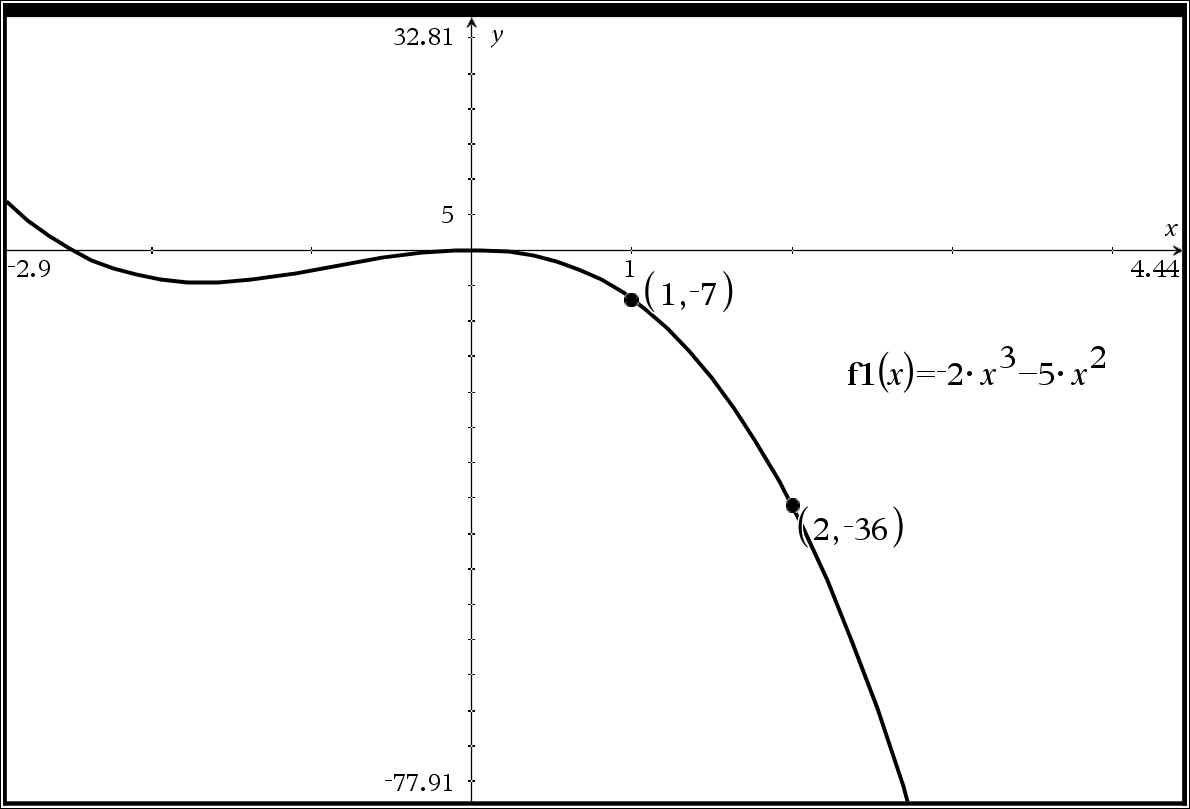 32.81 y
5
x
-2.9 1 4.44
(1,-7)
f1(x)=-2·x³-5·x²
(2,-36)
-77.91